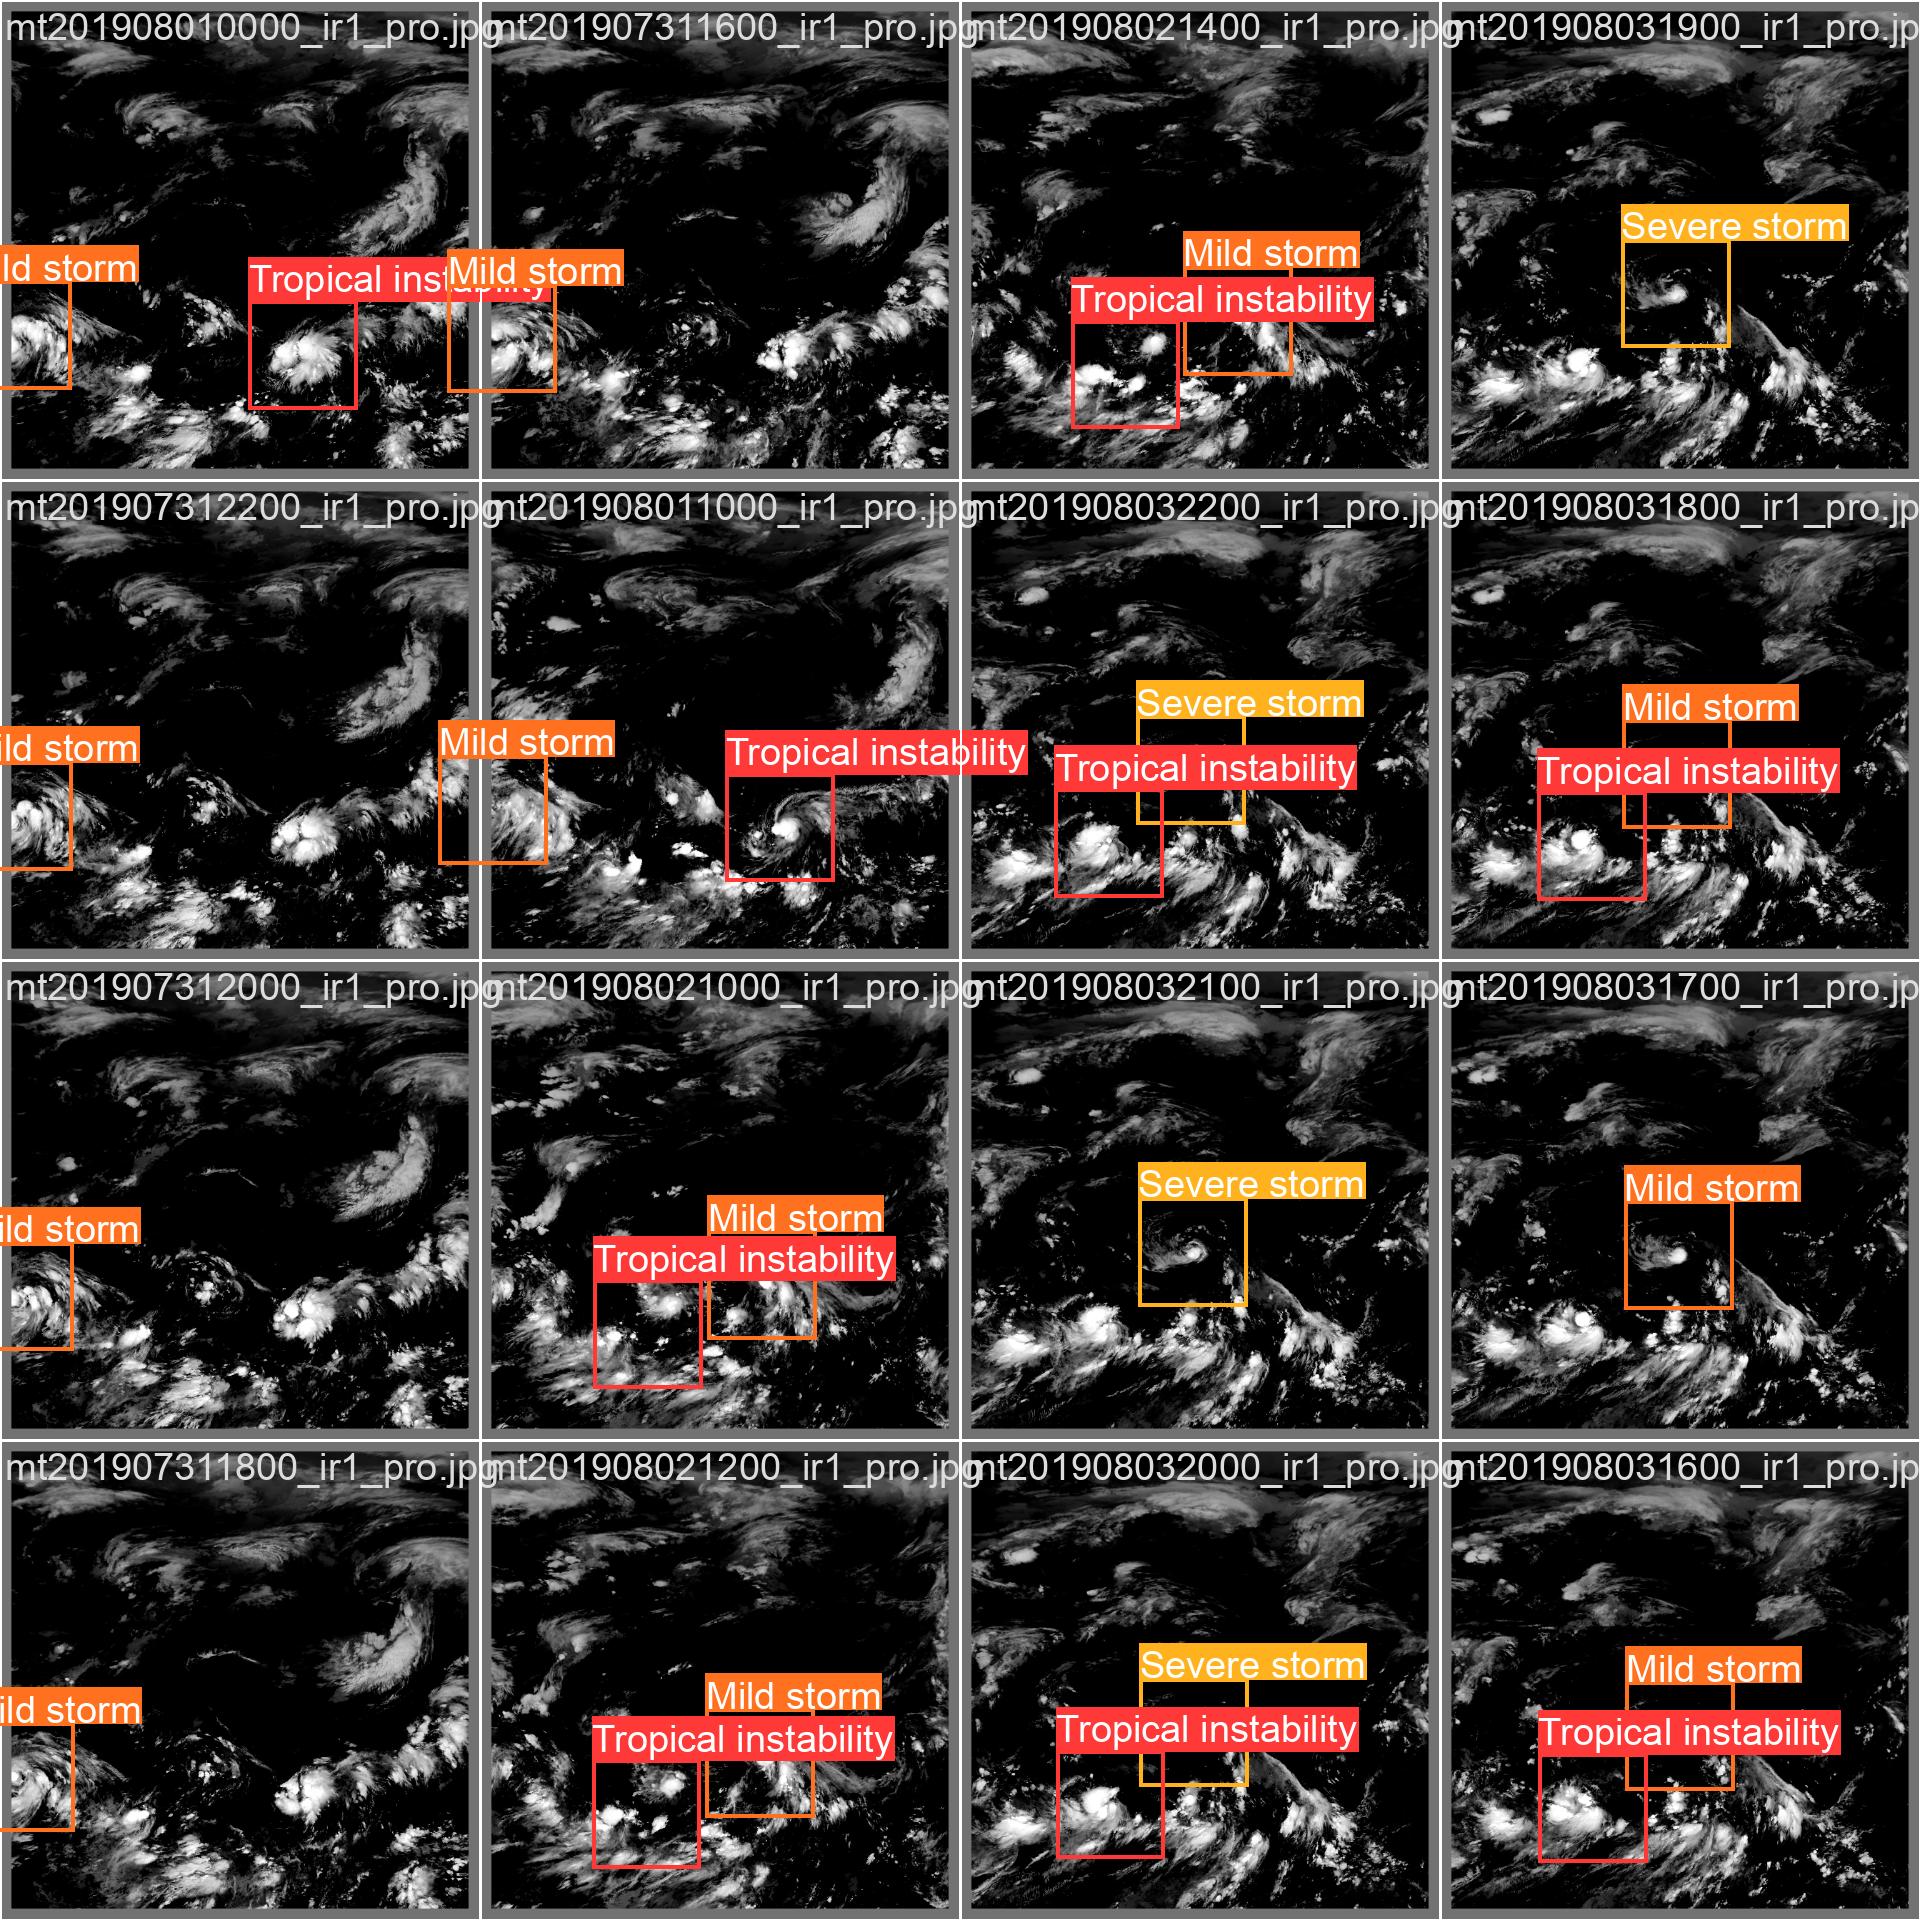 mt201908010000_ir1_pro.jpg
mt201907311600_ir1_pro.jpg
mt201908021400_ir1_pro.jpg
mt201908031900_ir1_pro.jp
Severe storm
Mild storm
ld storm
Tropical instability
Mild storm
Tropical instability
mt201907312200_ir1_pro.jpg
mt201908011000_ir1_pro.jpg
mt201908032200_ir1_pro.jpg
mt201908031800_ir1_pro.jp
Severe storm
Mild storm
ild storm
Mild storm
Tropical instability
Tropical instability
Tropical instability
mt201907312000_ir1_pro.jpg
mt201908021000_ir1_pro.jpg
mt201908032100_ir1_pro.jpg
mt201908031700_ir1_pro.jp
Severe storm
Mild storm
ild storm
Mild storm
Tropical instability
mt201907311800_ir1_pro.jpg
mt201908021200_ir1_pro.jpg
mt201908032000_ir1_pro.jpg
mt201908031600_ir1_pro.jp
Severe storm
Mild storm
ild storm
Mild storm
Tropical instability
Tropical instability
Tropical instability